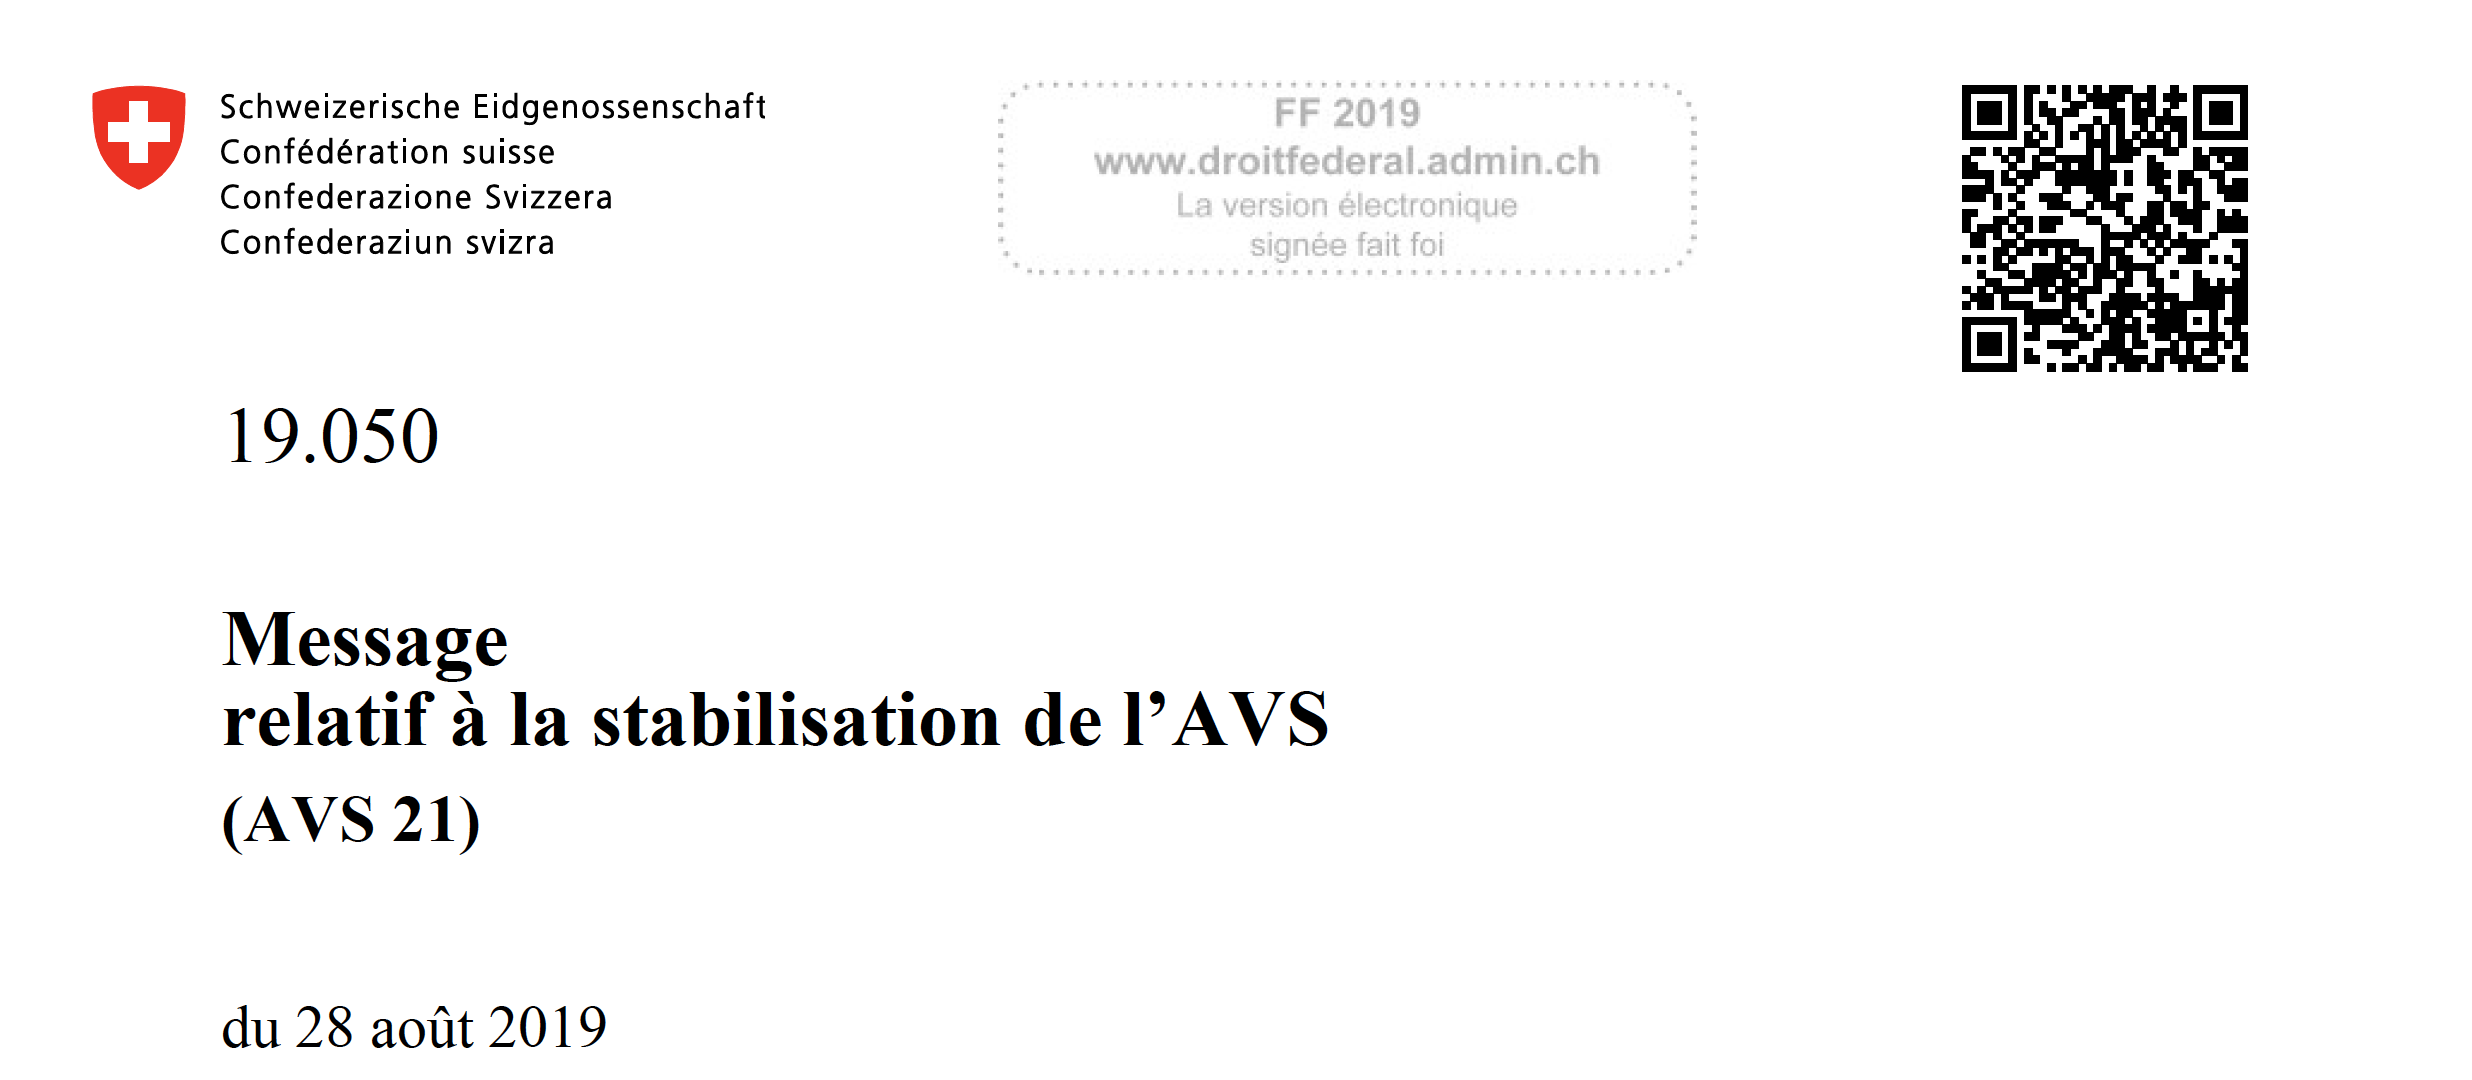 Schweizerische Eidgenossenschaft
Confédération suisse
Confederazione Svizzera
Confederaziun svizra
FF 2019
www.droitfederal.admin.ch
La version électronique
signée fait foi
19.050
Message
relatif à la stabilisation de l’AVS
(AVS 21)
du 28 août 2019